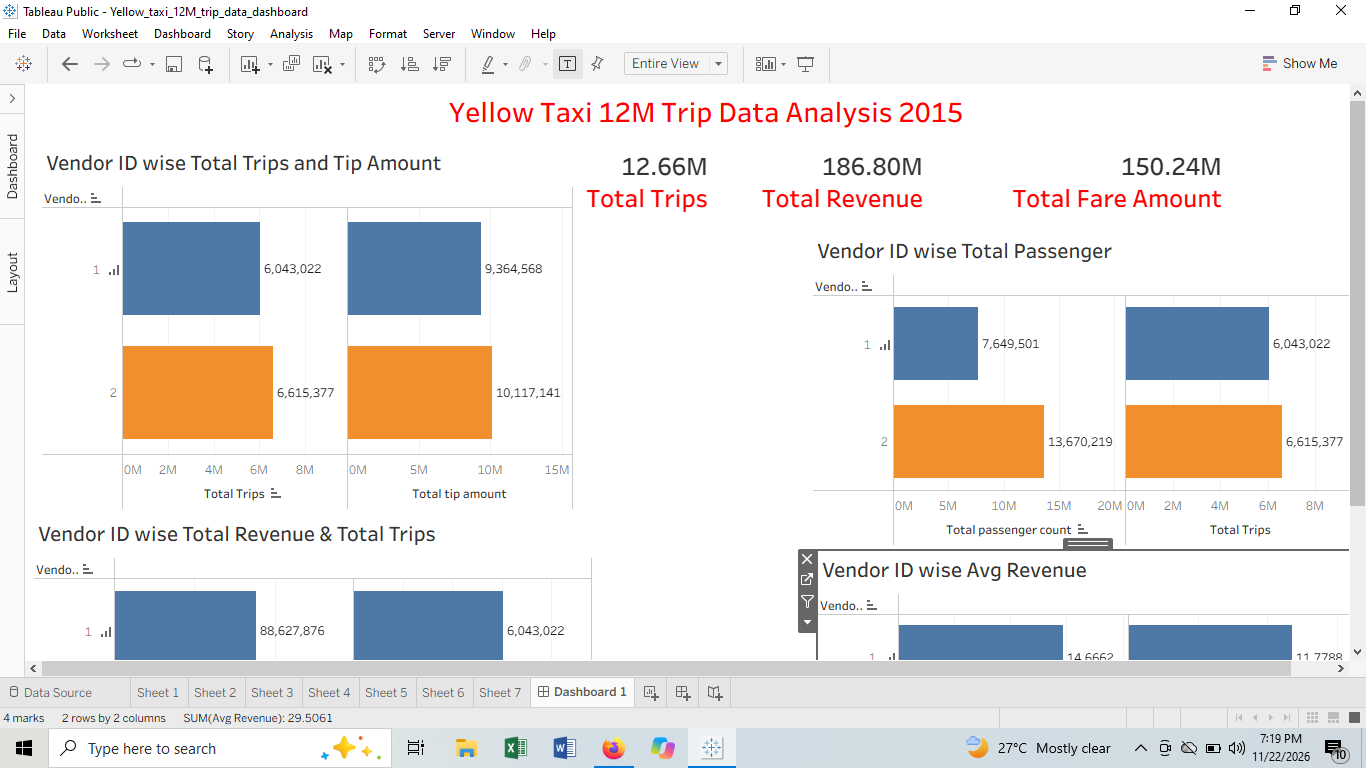 Tableau Public - Yellow_taxi_12M_trip_data_dashboard
File Data Worksheet Dashboard Story Analysis Map Format Server Window Help
Entire View
Show Me
Dashboard
Layout
Yellow Taxi 12M Trip Data Analysis 2015
Vendor ID wise Total Trips and Tip Amount
Vendo..
1 6,043,022 9,364,568
2 6,615,377 10,117,141
0M 2M 4M 6M 8M 0M 5M 10M 15M
Total Trips Total tip amount
12.66M 186.80M 150.24M
Total Trips Total Revenue Total Fare Amount
Vendor ID wise Total Passenger
Vendo..
1 7,649,501 6,043,022
2 13,670,219 6,615,377
0M 5M 10M 15M 20M 0M 2M 4M 6M 8M
Total passenger count Total Trips
Vendor ID wise Total Revenue & Total Trips
Vendo..
1 88,627,876 6,043,022
Vendor ID wise Avg Revenue
Vendo..
1 14.6662 11.7788
Data Source Sheet 1 Sheet 2 Sheet 3 Sheet 4 Sheet 5 Sheet 6 Sheet 7 Dashboard 1
4 marks 2 rows by 2 columns SUM(Avg Revenue): 29.5061
Type here to search
27°C Mostly clear
7:19 PM
11/22/2026
10